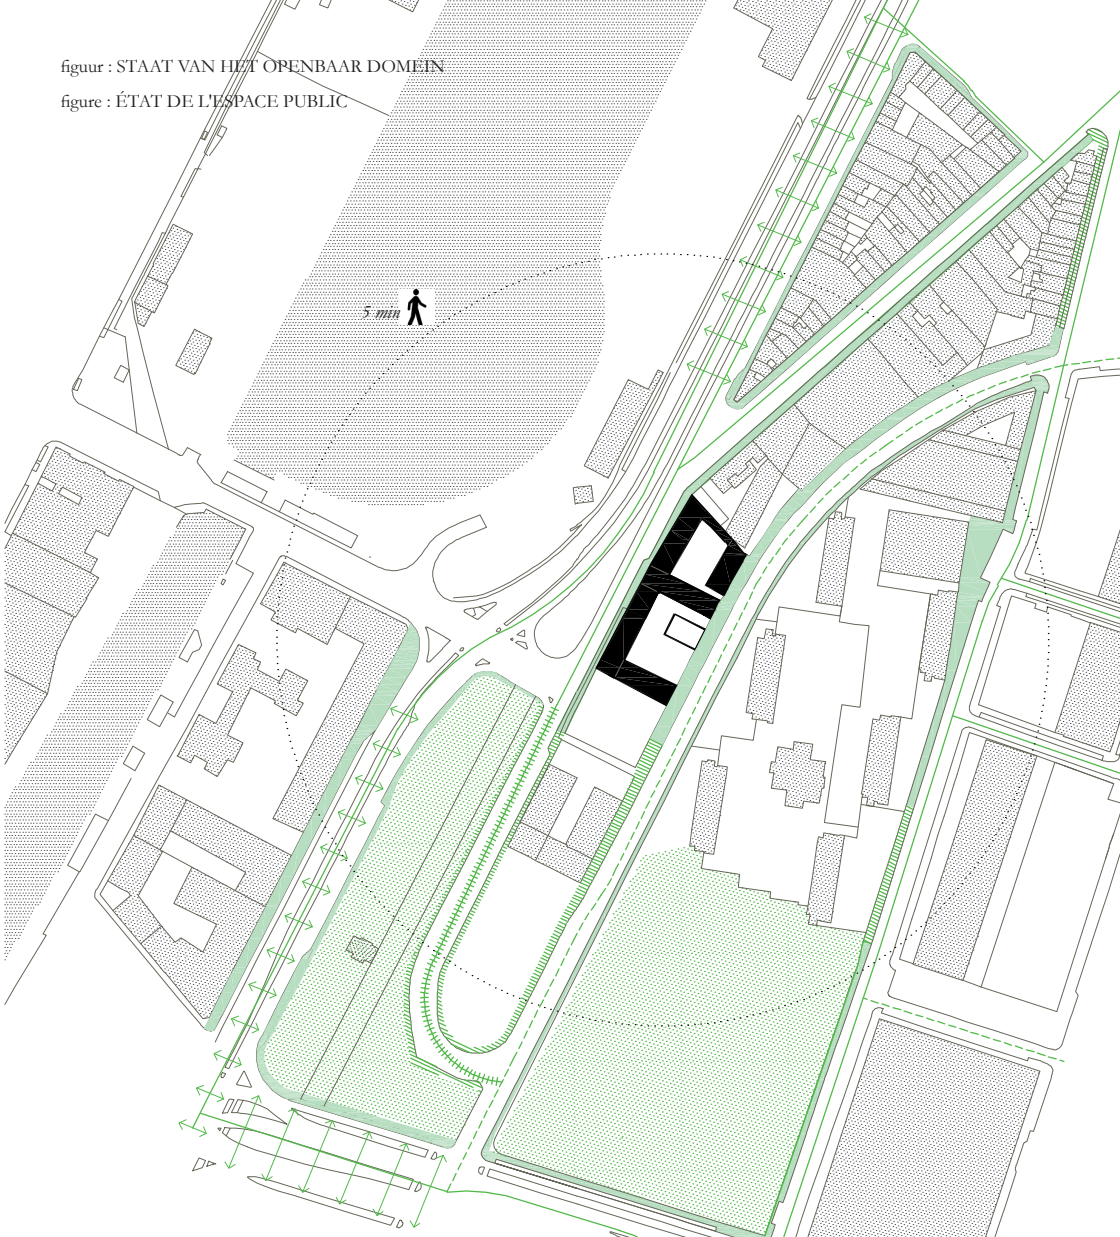 figuur : STAAT VAN HET OPENBAAR DOMEIN
figure : ÉTAT DE L'ESPACE PUBLIC
5 min